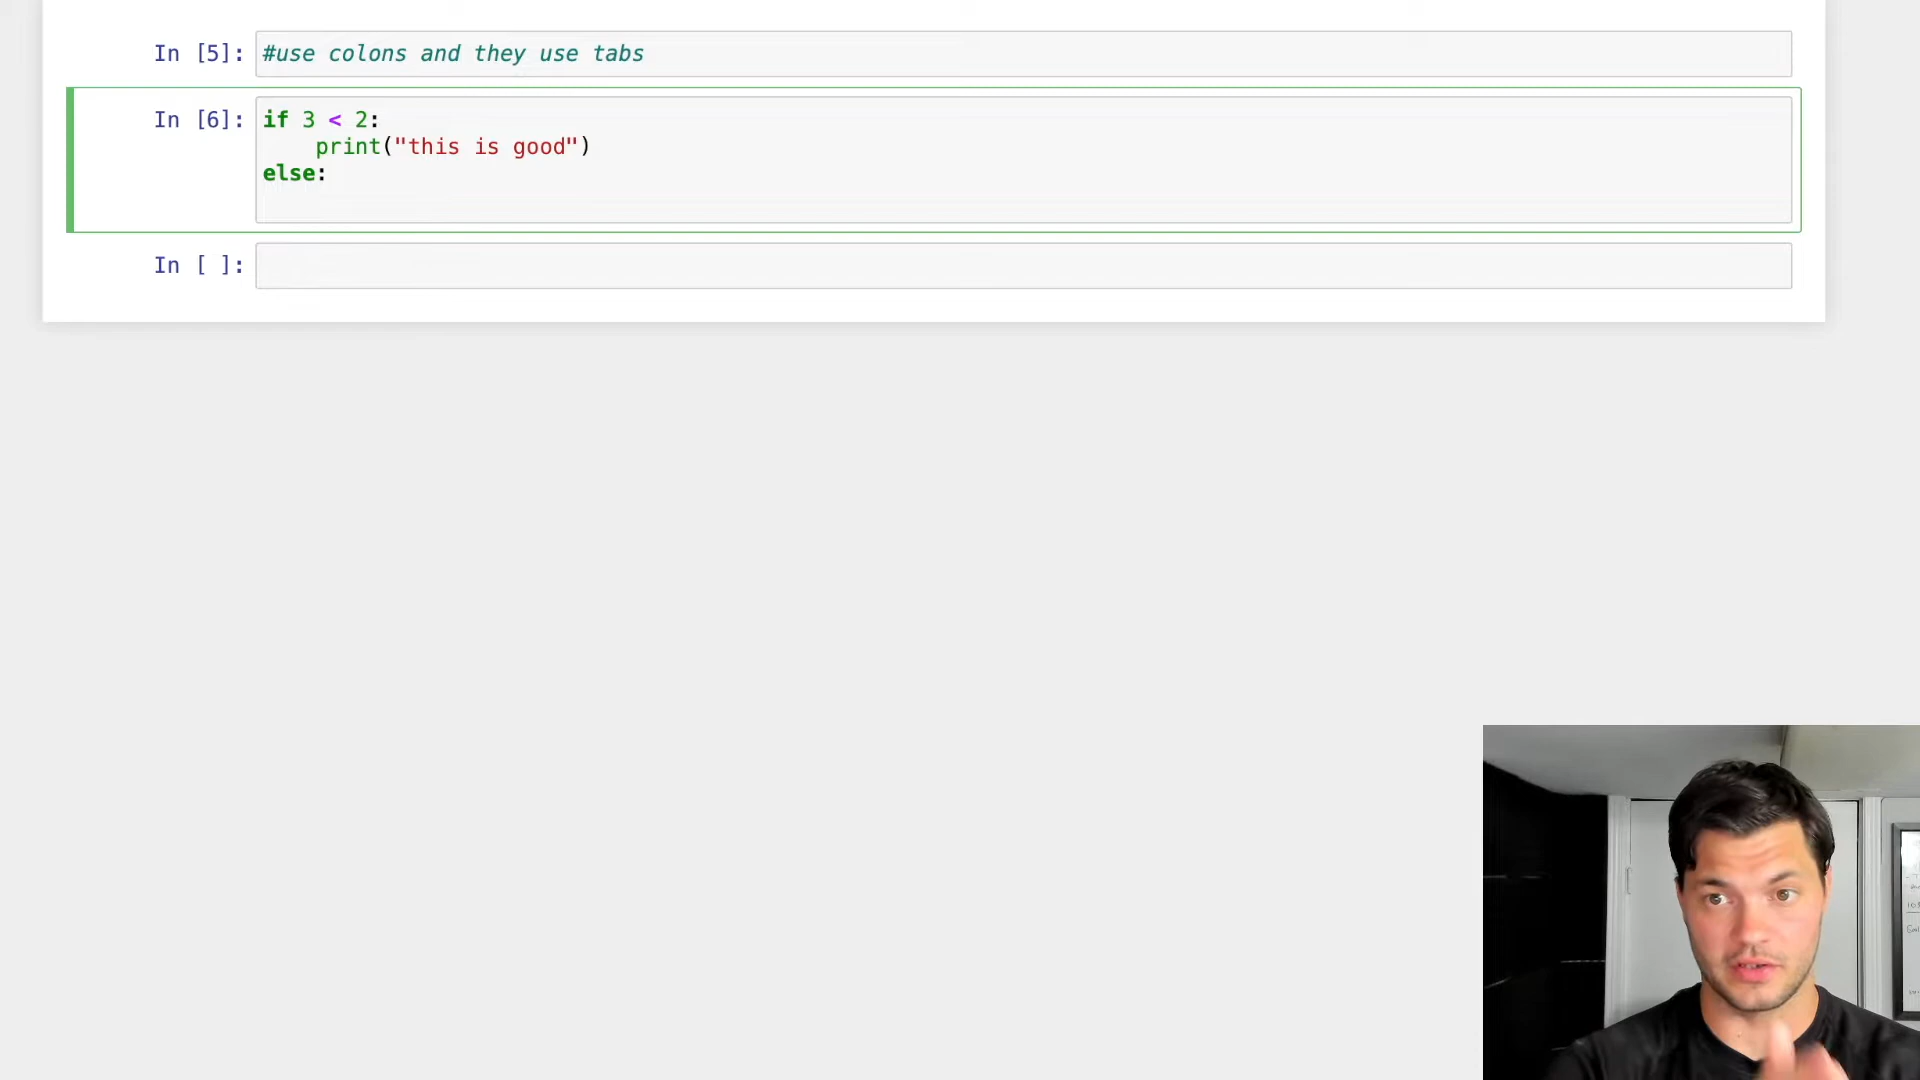 In [5]: #use colons and they use tabs
In [6]: if 3 < 2:
print("this is good")
else:
In [ ]: